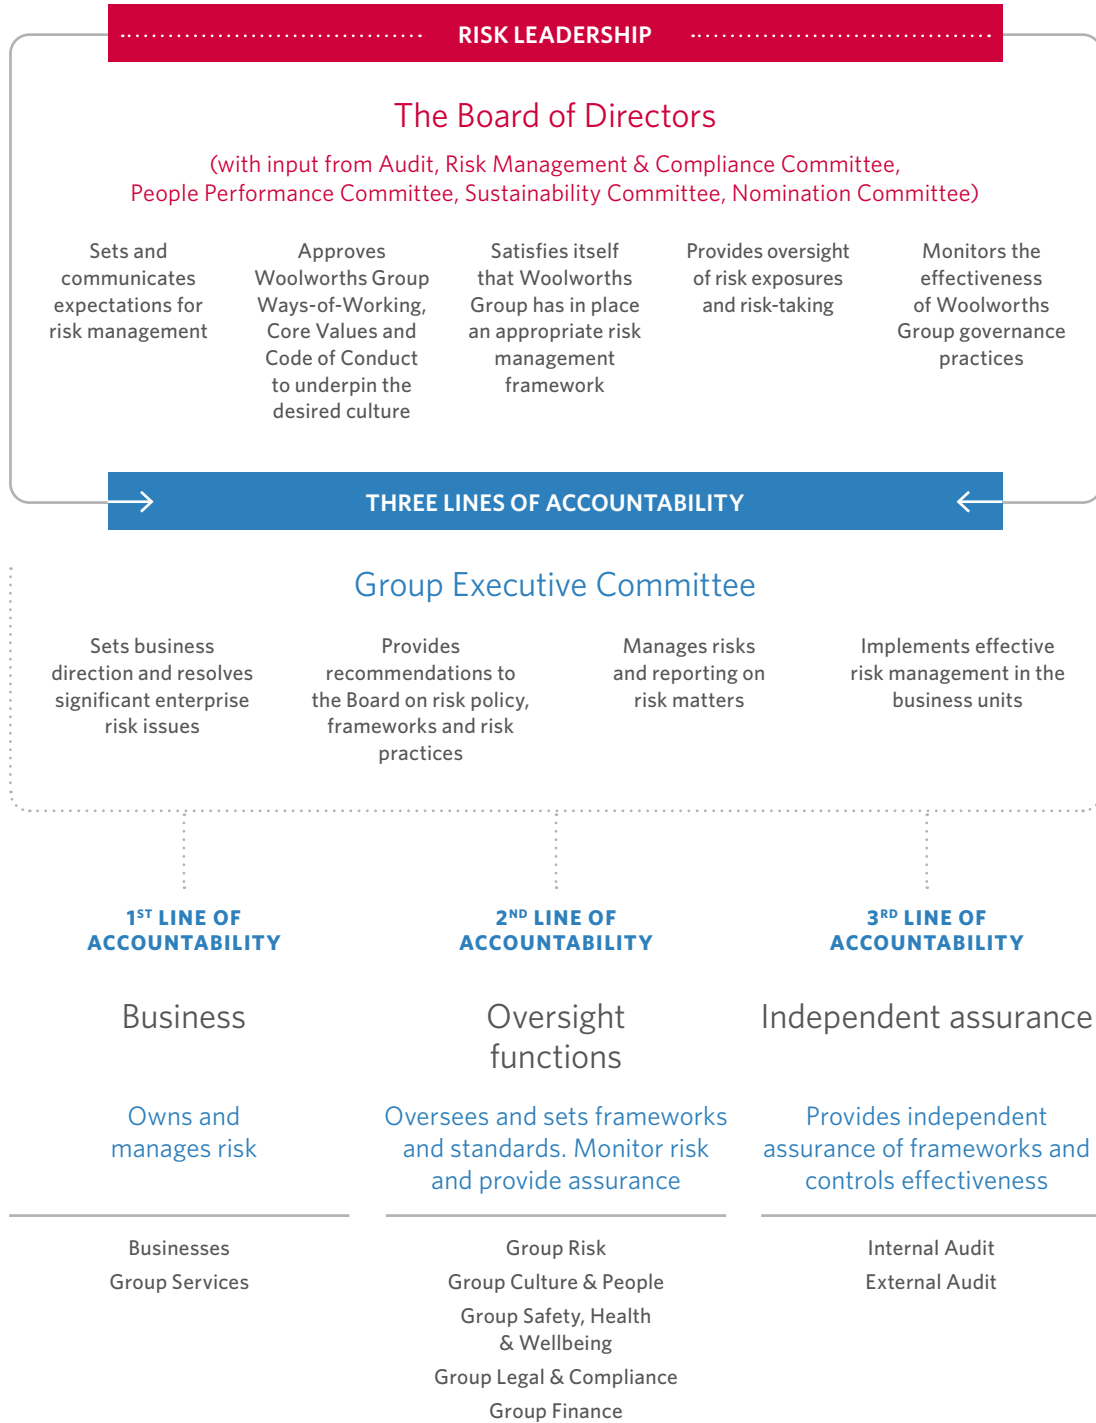 RISK LEADERSHIP
The Board of Directors
(with input from Audit, Risk Management & Compliance Committee,
People Performance Committee, Sustainability Committee, Nomination Committee)
Sets and
communicates
expectations for
risk management
Approves
Woolworths Group
Ways-of-Working,
Core Values and
Code of Conduct
to underpin the
desired culture
Satisfies itself
that Woolworths
Group has in place
an appropriate risk
management
framework
Provides oversight
of risk exposures
and risk-taking
Monitors the
effectiveness
of Woolworths
Group governance
practices
THREE LINES OF ACCOUNTABILITY
Group Executive Committee
Sets business
direction and resolves
significant enterprise
risk issues
Provides
recommendations to
the Board on risk policy,
frameworks and risk
practices
Manages risks
and reporting on
risk matters
Implements effective
risk management in the
business units
1ST LINE OF
ACCOUNTABILITY
Business
Owns and
manages risk
Businesses
Group Services
2ND LINE OF
ACCOUNTABILITY
Oversight
functions
Oversees and sets frameworks
and standards. Monitor risk
and provide assurance
Group Risk
Group Culture & People
Group Safety, Health
& Wellbeing
Group Legal & Compliance
Group Finance
3RD LINE OF
ACCOUNTABILITY
Independent assurance
Provides independent
assurance of frameworks and
controls effectiveness
Internal Audit
External Audit